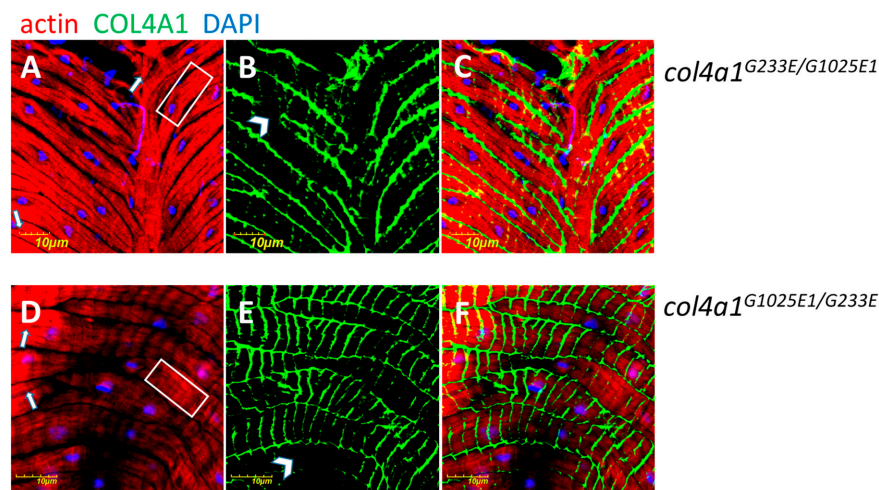 actin COL4A1 DAPI
A B C col4a1G233E/G1025E1
10μm 10μm 10μm
D E F col4a1G1025E1/G233E
10μm 10μm 10μm